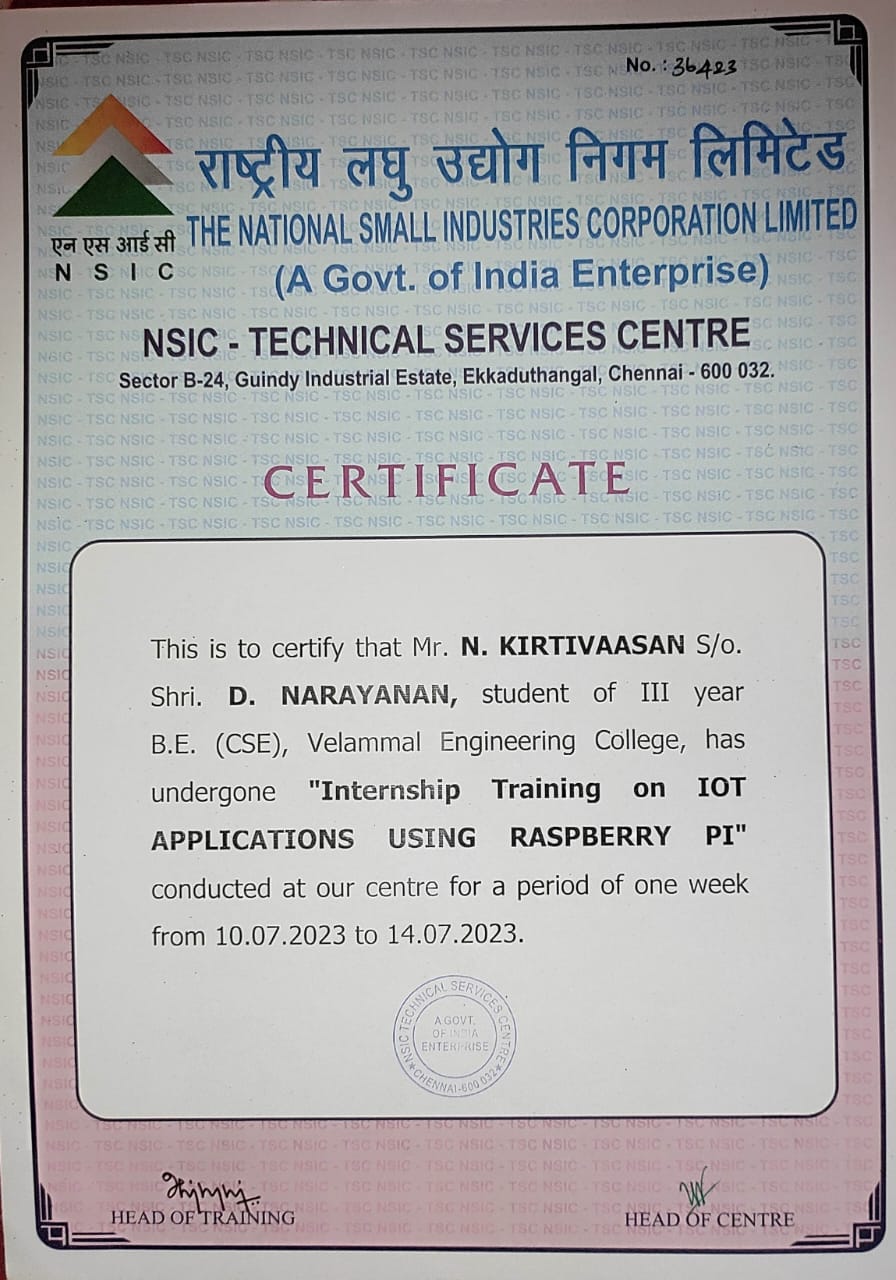 No. : 36423
राष्ट्रीय लघु उद्योग निगम लिमिटेड
THE NATIONAL SMALL INDUSTRIES CORPORATION LIMITED
एन एस आई सी
N S I C
(A Govt. of India Enterprise)
NSIC - TECHNICAL SERVICES CENTRE
Sector B-24, Guindy Industrial Estate, Ekkaduthangal, Chennai - 600 032.
CERTIFICATE
This is to certify that Mr. N. KIRTIVAASAN S/o.
Shri. D. NARAYANAN, student of III year
B.E. (CSE), Velammal Engineering College, has
undergone "Internship Training on IOT
APPLICATIONS USING RASPBERRY PI"
conducted at our centre for a period of one week
from 10.07.2023 to 14.07.2023.
NSIC TECHNICAL SERVICES CENTRE
A GOVT.
OF INDIA
ENTERPRISE
★ CHENNAI-600 032 ★
HEAD OF TRAINING
HEAD OF CENTRE